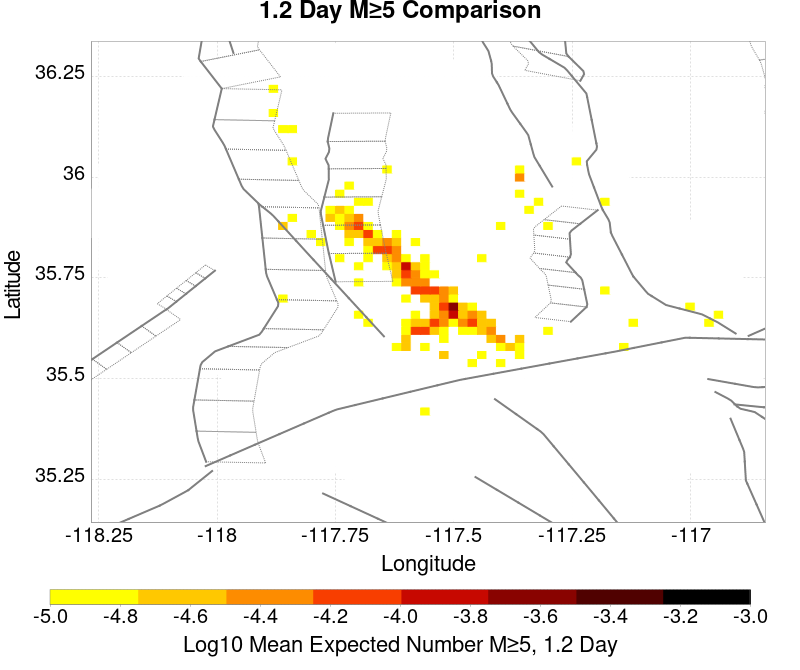 1.2 Day M≥5 Comparison
36.25
36
35.75
35.5
35.25
Latitude
-118.25 -118 -117.75 -117.5 -117.25 -117
Longitude
-5.0 -4.8 -4.6 -4.4 -4.2 -4.0 -3.8 -3.6 -3.4 -3.2 -3.0
Log10 Mean Expected Number M≥5, 1.2 Day